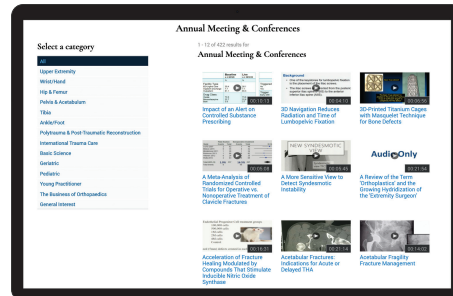 Annual Meeting & Conferences
Select a category
All
Upper Extremity
Wrist/Hand
Hip & Femur
Pelvis & Acetabulum
Tibia
Ankle/Foot
Polytrauma & Post-Traumatic Reconstruction
International Trauma Care
Basic Science
Geriatric
Pediatric
Young Practitioner
The Business of Orthopaedics
General Interest
1 - 12 of 422 results for
Annual Meeting & Conferences
00:10:13
Impact of an Alert on
Controlled Substance
Prescribing
Background
00:04:10
3D Navigation Reduces
Radiation and Time of
Lumbopelvic Fixation
00:06:56
3D-Printed Titanium Cages
with Masquelet Technique
for Bone Defects
00:05:08
A Meta-Analysis of
Randomized Controlled
Trials for Operative vs.
Nonoperative Treatment of
Clavicle Fractures
NEW SYNDESMOTIC
VIEW
00:05:45
A More Sensitive View to
Detect Syndesmotic
Instability
Audio Only
00:21:54
A Review of the Term
'Orthoplastics' and the
Growing Hydridization of
the 'Extremity Surgeon'
00:16:31
Acceleration of Fracture
Healing Modulated by
Compounds That Stimulate
Inducible Nitric Oxide
Synthase
00:21:14
Acetabular Fractures:
Indications for Acute or
Delayed THA
00:14:02
Acetabular Fragility
Fracture Management